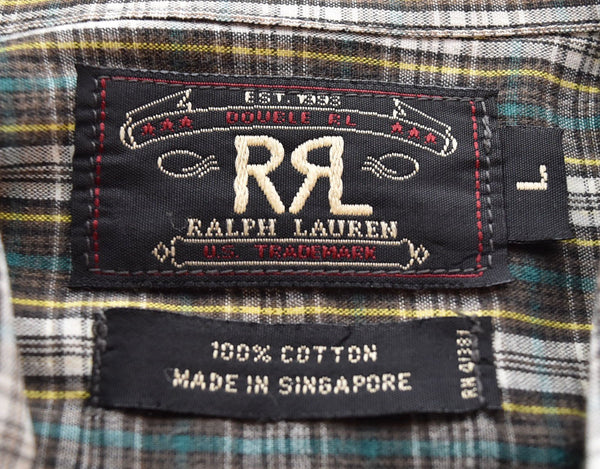 EST. 1993
DOUBLE RL
RRL
RALPH LAUREN
U.S. TRADEMARK
L
100% COTTON
MADE IN SINGAPORE
RN 41381